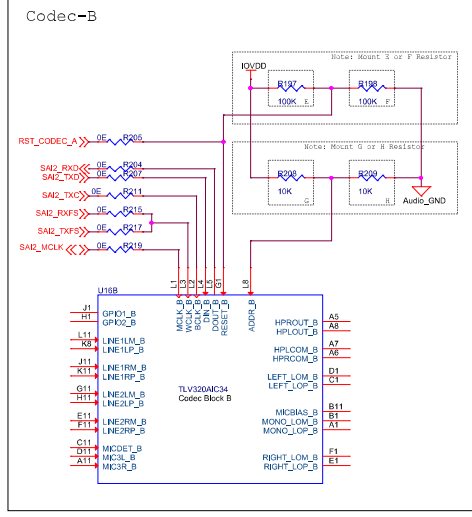 Codec-B
Note: Mount E or F Resistor
IOVDD
R197
R198
100K
E
100K
F
RST_CODEC_A
0E
R205
Note: Mount G or H Resistor
SAI2_RXD
0E
R204
SAI2_TXD
0E
R207
R208
R209
SAI2_TXC
0E
R211
10K
10K
G
H
Audio_GND
SAI2_RXFS
0E
R215
SAI2_TXFS
0E
R217
SAI2_MCLK
0E
R219
L1
L3
L2
L4
L5
G1
L8
U16B
MCLK_B
WCLK_B
BCLK_B
DIN_B
DOUT_B
RESET_B
ADDR_B
J1
GPIO1_B
H1
GPIO2_B
HPROUT_B
A5
HPLOUT_B
A8
L11
LINE1LM_B
K8
LINE1LP_B
HPLCOM_B
A7
HPRCOM_B
A6
J11
LINE1RM_B
K11
LINE1RP_B
TLV320AIC34
Codec Block B
LEFT_LOM_B
D1
LEFT_LOP_B
C1
G11
LINE2LM_B
H11
LINE2LP_B
MICBIAS_B
B11
E11
LINE2RM_B
F11
LINE2RP_B
MONO_LOM_B
B1
MONO_LOP_B
A1
C11
MICDET_B
D11
MIC3L_B
A11
MIC3R_B
RIGHT_LOM_B
F1
RIGHT_LOP_B
E1